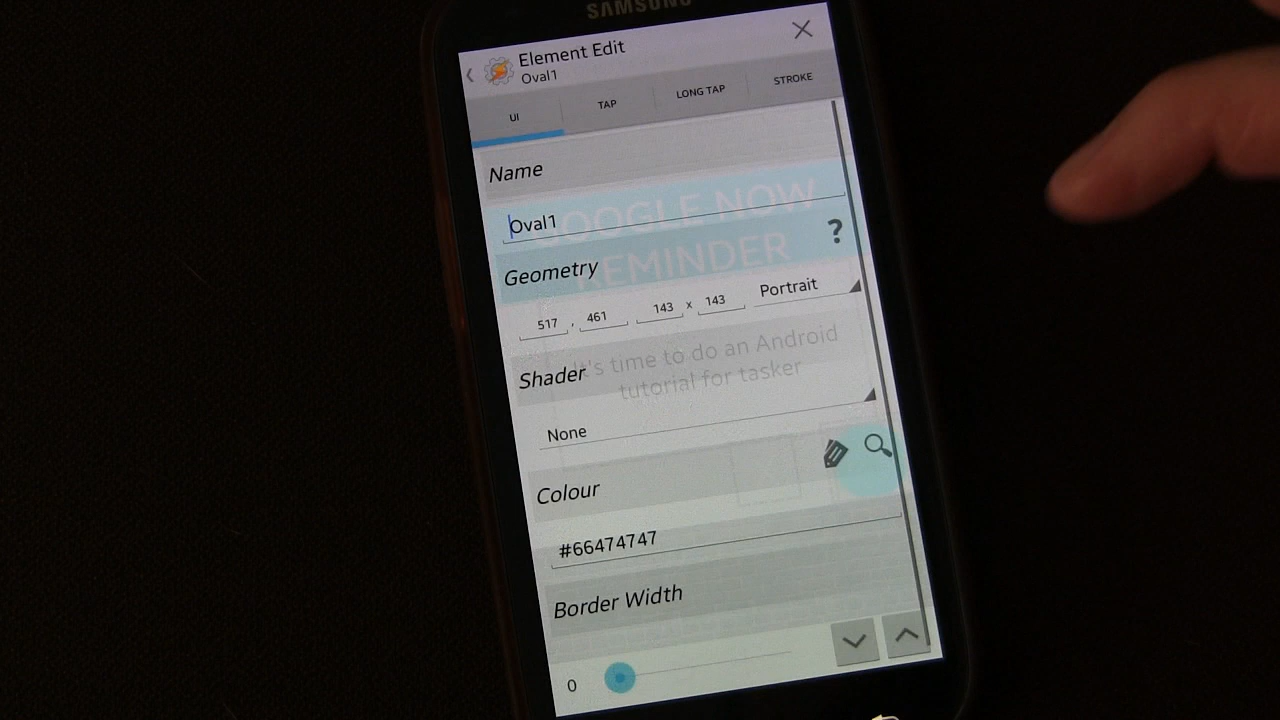 SAMSUNG
Element Edit
Oval1
UI TAP LONG TAP STROKE
Name
GOOGLE NOW
Oval1
REMINDER
?
Geometry
517 , 461 143 x 143 Portrait
It's time to do an Android
Shader
tutorial for tasker
None
Colour
#66474747
Border Width
0